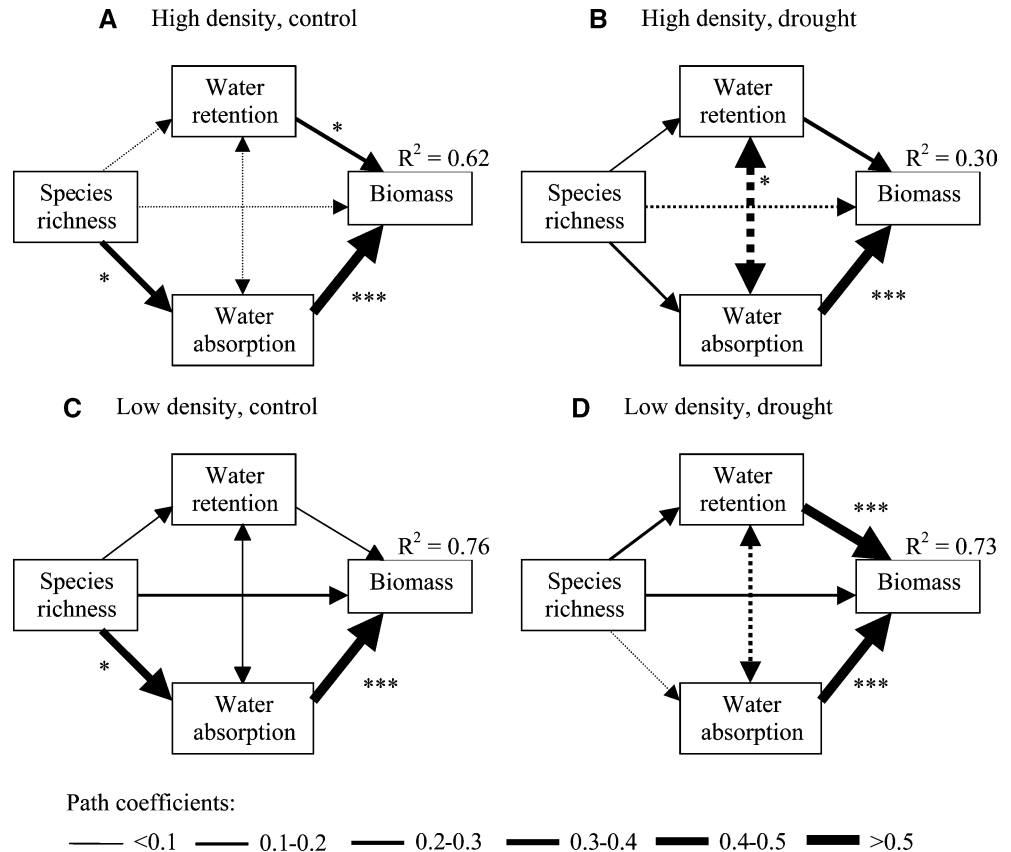 A High density, control
Water
retention
*
R² = 0.62
Species
richness
Biomass
*
***
Water
absorption
B High density, drought
Water
retention
*
R² = 0.30
Species
richness
Biomass
***
Water
absorption
C Low density, control
Water
retention
R² = 0.76
Species
richness
Biomass
*
***
Water
absorption
D Low density, drought
Water
retention
***
R² = 0.73
Species
richness
Biomass
***
Water
absorption
Path coefficients:
<0.1 0.1-0.2 0.2-0.3 0.3-0.4 0.4-0.5 >0.5